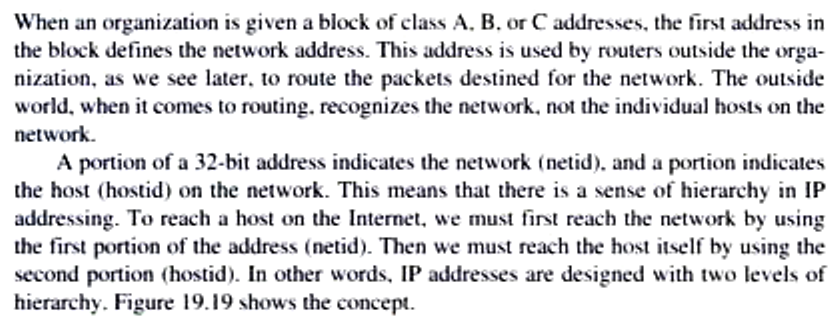 When an organization is given a block of class A, B, or C addresses, the first address in
the block defines the network address. This address is used by routers outside the orga-
nization, as we see later, to route the packets destined for the network. The outside
world, when it comes to routing, recognizes the network, not the individual hosts on the
network.
A portion of a 32-bit address indicates the network (netid), and a portion indicates
the host (hostid) on the network. This means that there is a sense of hierarchy in IP
addressing. To reach a host on the Internet, we must first reach the network by using
the first portion of the address (netid). Then we must reach the host itself by using the
second portion (hostid). In other words, IP addresses are designed with two levels of
hierarchy. Figure 19.19 shows the concept.